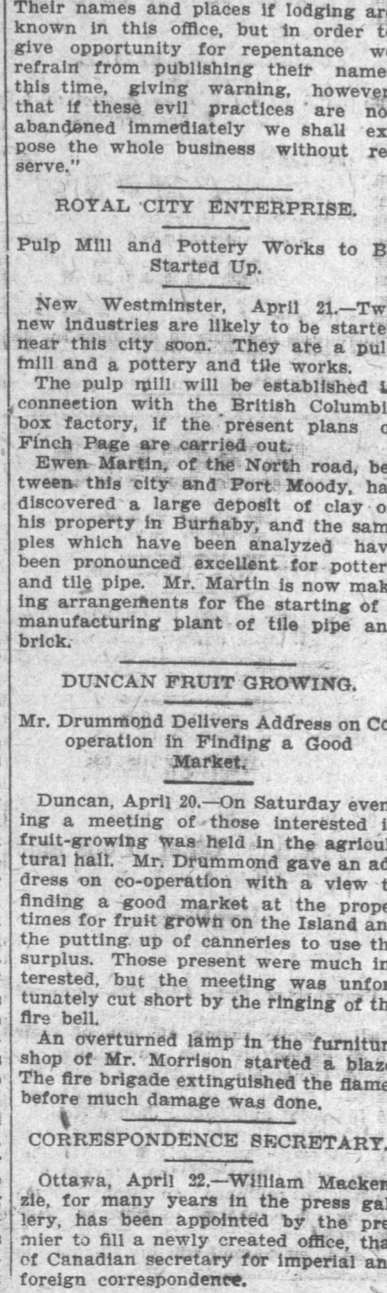 Their names and places if lodging ar
known in this office, but in order t
give opportunity for repentance w
refrain from publishing their name
this time, giving warning, however
that if these evil practices are no
abandoned immediately we shall ex
pose the whole business without re
serve."
ROYAL CITY ENTERPRISE.
Pulp Mill and Pottery Works to B
Started Up.
New Westminster, April 21.—Tw
new industries are likely to be starte
near this city soon. They are a pul
mill and a pottery and tile works.
The pulp mill will be established i
connection with the British Columbi
box factory, if the present plans o
Finch Page are carried out.
Ewen Martin, of the North road, be
tween this city and Port Moody, ha
discovered a large deposit of clay o
his property in Burnaby, and the sam
ples which have been analyzed hav
been pronounced excellent for potter
and tile pipe. Mr. Martin is now mak
ing arrangements for the starting of
manufacturing plant of tile pipe an
brick.
DUNCAN FRUIT GROWING.
Mr. Drummond Delivers Address on Co
operation in Finding a Good
Market.
Duncan, April 20.—On Saturday even
ing a meeting of those interested i
fruit-growing was held in the agricul
tural hall. Mr. Drummond gave an ad
dress on co-operation with a view t
finding a good market at the prope
times for fruit grown on the Island an
the putting up of canneries to use th
surplus. Those present were much in
terested, but the meeting was unfor
tunately cut short by the ringing of th
fire bell.
An overturned lamp in the furnitur
shop of Mr. Morrison started a blaze
The fire brigade extinguished the flame
before much damage was done.
CORRESPONDENCE SECRETARY.
Ottawa, April 22.—William Macken
zie, for many years in the press gal
lery, has been appointed by the pre
mier to fill a newly created office, tha
of Canadian secretary for imperial an
foreign correspondence.